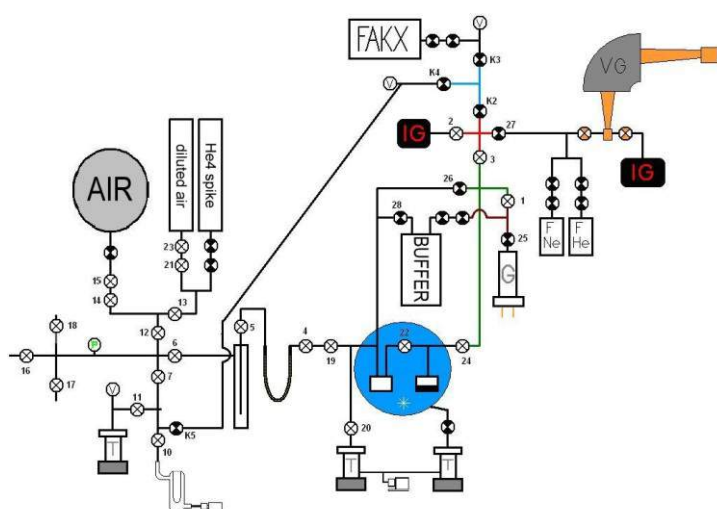 FAKX
V
K3
VG
V
K4
K2
IG
2
27
3
IG
diluted air
He4 spike
AIR
26
1
28
BUFFER
25
G
F
Ne
F
He
23
21
15
14
13
18
P
12
6
5
4
19
22
24
16
17
7
V
11
K5
T
10
20
T
T